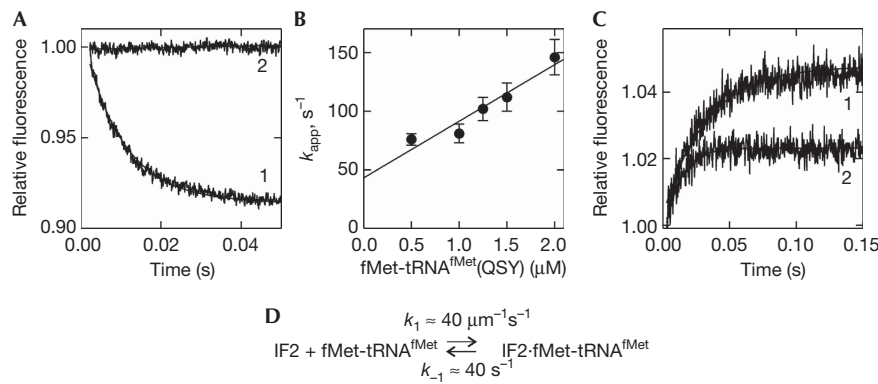 A
B
C
Relative fluorescence
1.00
0.95
0.90
2
1
0.00
0.02
0.04
Time (s)
k_app, s⁻¹
150
100
50
0
0.0
0.5
1.0
1.5
2.0
fMet-tRNA^fMet(QSY) (μM)
Relative fluorescence
1.04
1.02
1.00
1
2
0.00
0.05
0.10
0.15
Time (s)
D
k₁ ≈ 40 μm⁻¹s⁻¹
IF2 + fMet-tRNA^fMet ⇌ IF2·fMet-tRNA^fMet
k₋₁ ≈ 40 s⁻¹